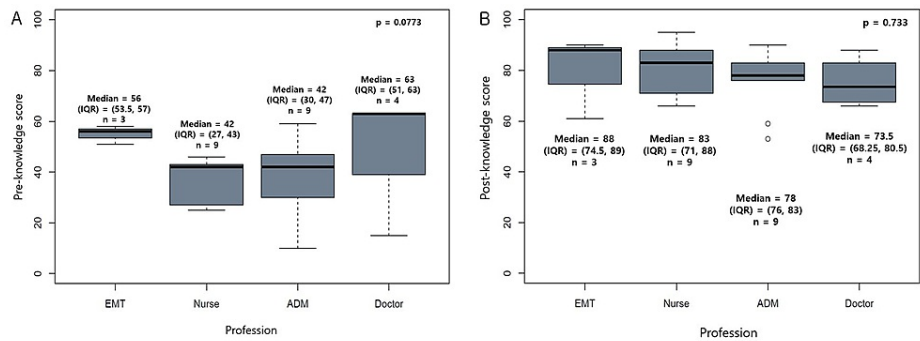 A
p = 0.0773
Pre-knowledge score
100
80
60
40
20
0
Median = 56
(IQR) = (53.5, 57)
n = 3
Median = 42
(IQR) = (27, 43)
n = 9
Median = 42
(IQR) = (30, 47)
n = 9
Median = 63
(IQR) = (51, 63)
n = 4
EMT
Nurse
ADM
Doctor
Profession
B
p = 0.733
Post-knowledge score
100
80
60
40
20
0
Median = 88
(IQR) = (74.5, 89)
n = 3
Median = 83
(IQR) = (71, 88)
n = 9
Median = 78
(IQR) = (76, 83)
n = 9
Median = 73.5
(IQR) = (68.25, 80.5)
n = 4
EMT
Nurse
ADM
Doctor
Profession